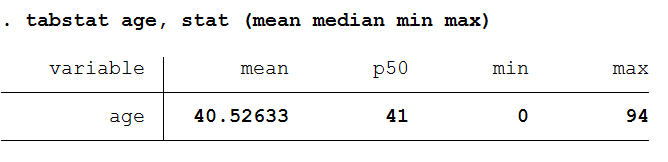 . tabstat age, stat (mean median min max)
variable mean p50 min max
age 40.52633 41 0 94